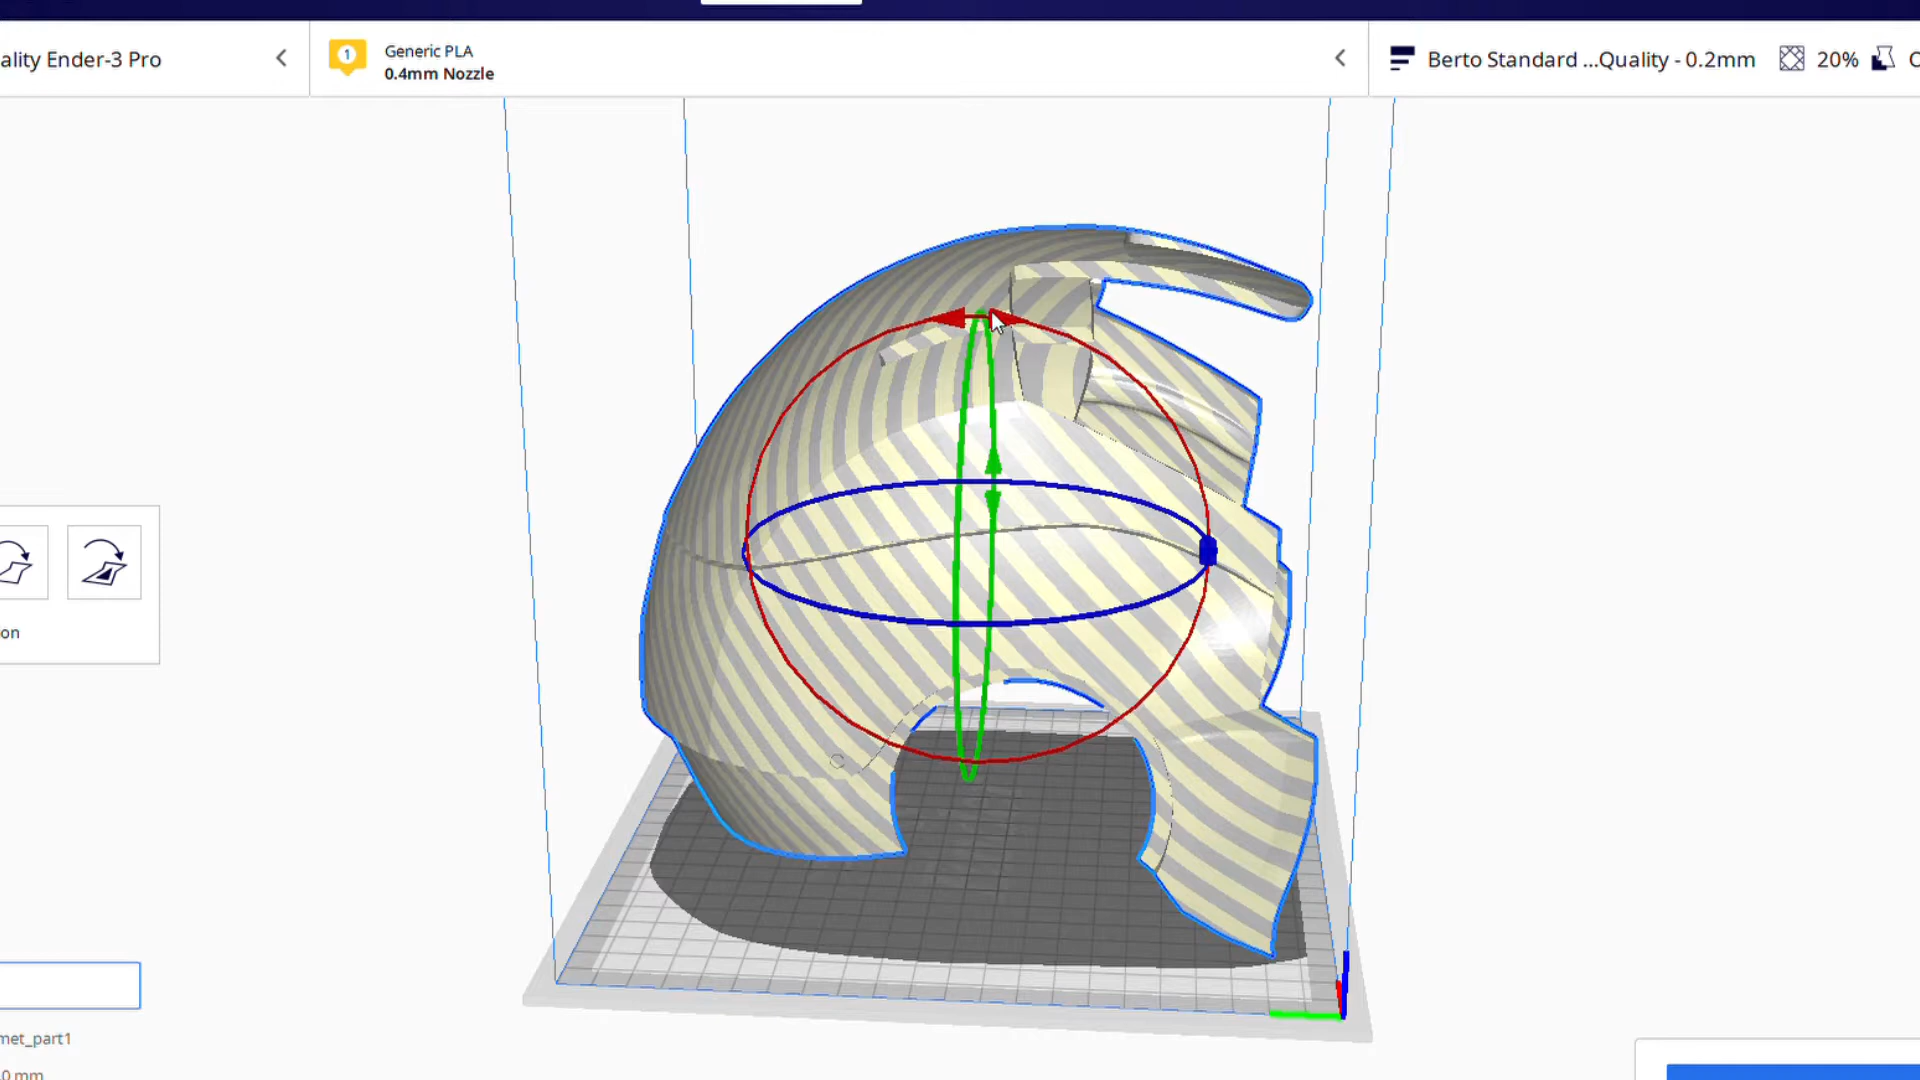 ality Ender-3 Pro
1
Generic PLA
0.4mm Nozzle
Berto Standard ...Quality - 0.2mm
20%
on
met_part1
.0 mm